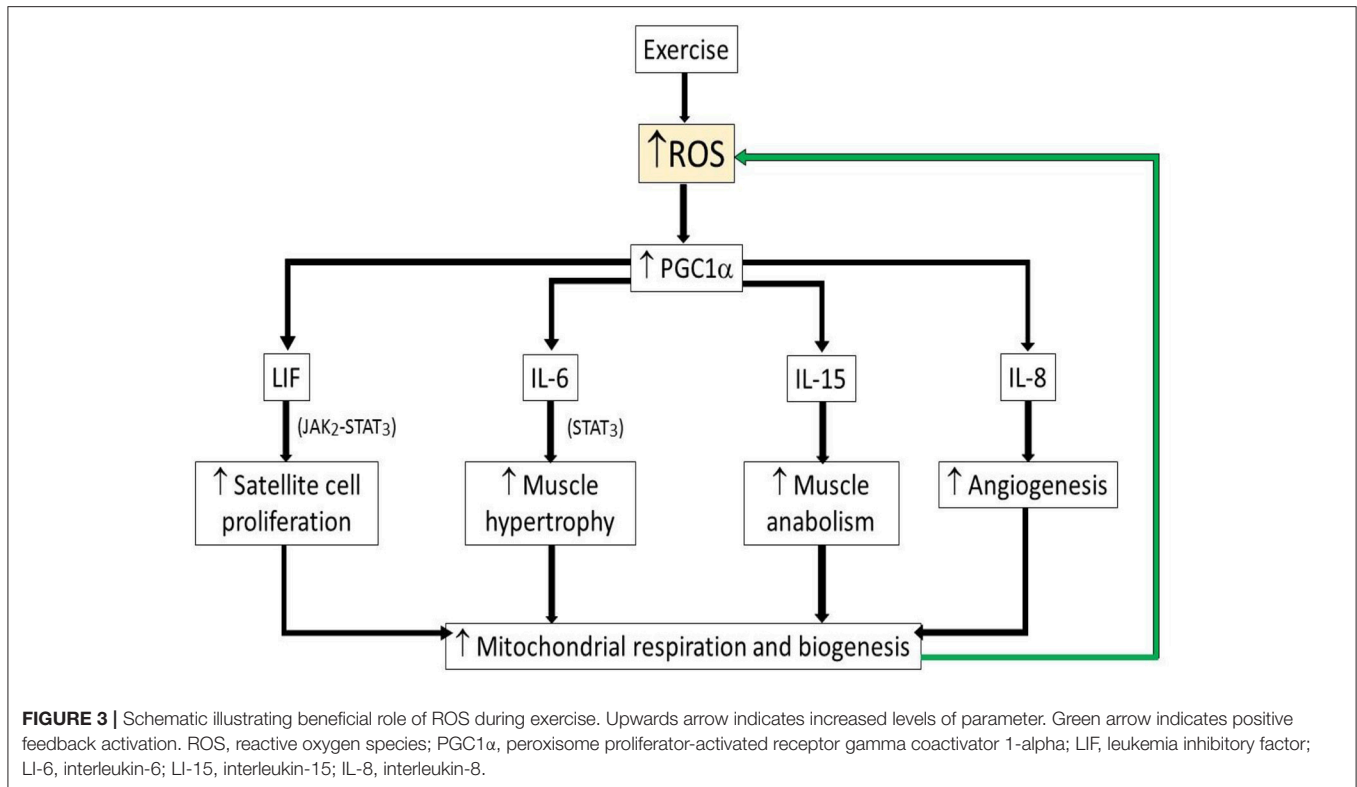 Exercise
↑ROS
↑ PGC1α
LIF
IL-6
IL-15
IL-8
(JAK2-STAT3)
(STAT3)
↑ Satellite cell
proliferation
↑ Muscle
hypertrophy
↑ Muscle
anabolism
↑ Angiogenesis
↑ Mitochondrial respiration and biogenesis
FIGURE 3 | Schematic illustrating beneficial role of ROS during exercise. Upwards arrow indicates increased levels of parameter. Green arrow indicates positive
feedback activation. ROS, reactive oxygen species; PGC1α, peroxisome proliferator-activated receptor gamma coactivator 1-alpha; LIF, leukemia inhibitory factor;
LI-6, interleukin-6; LI-15, interleukin-15; IL-8, interleukin-8.